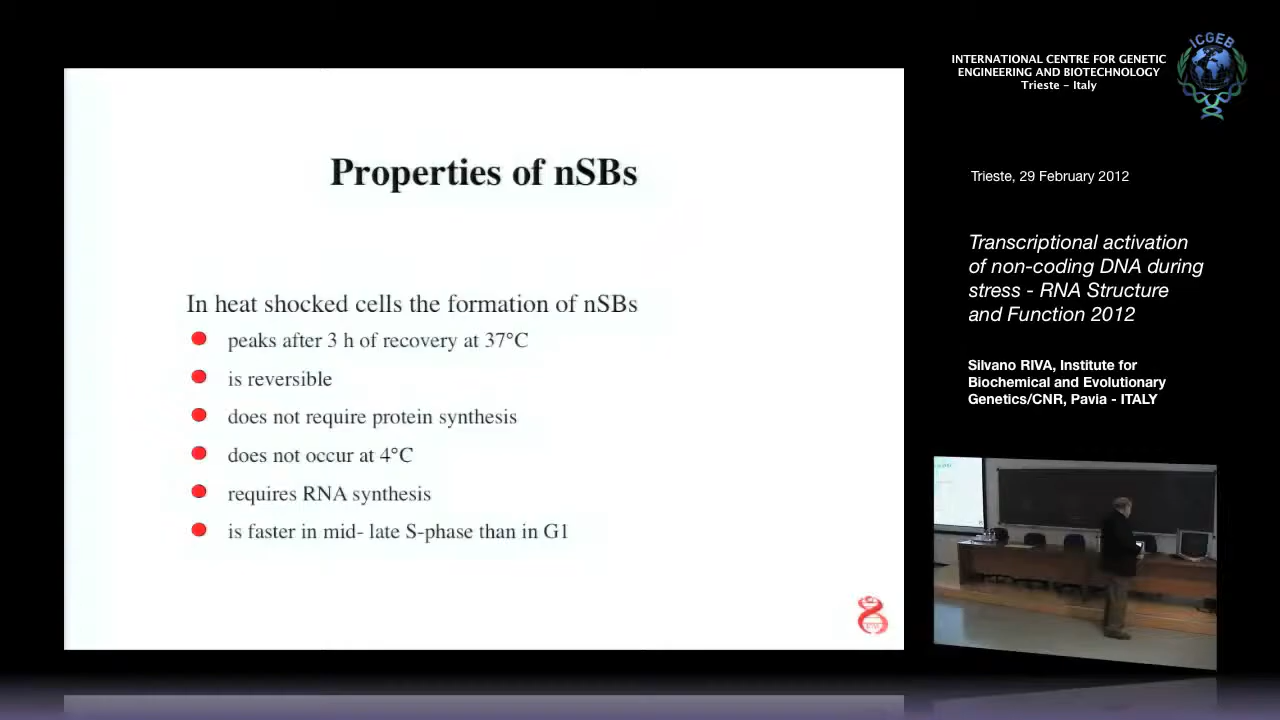 Properties of nSBs
In heat shocked cells the formation of nSBs
peaks after 3 h of recovery at 37°C
is reversible
does not require protein synthesis
does not occur at 4°C
requires RNA synthesis
is faster in mid- late S-phase than in G1
INTERNATIONAL CENTRE FOR GENETIC
ENGINEERING AND BIOTECHNOLOGY
Trieste - Italy
ICGEB
Trieste, 29 February 2012
Transcriptional activation
of non-coding DNA during
stress - RNA Structure
and Function 2012
Silvano RIVA, Institute for
Biochemical and Evolutionary
Genetics/CNR, Pavia - ITALY